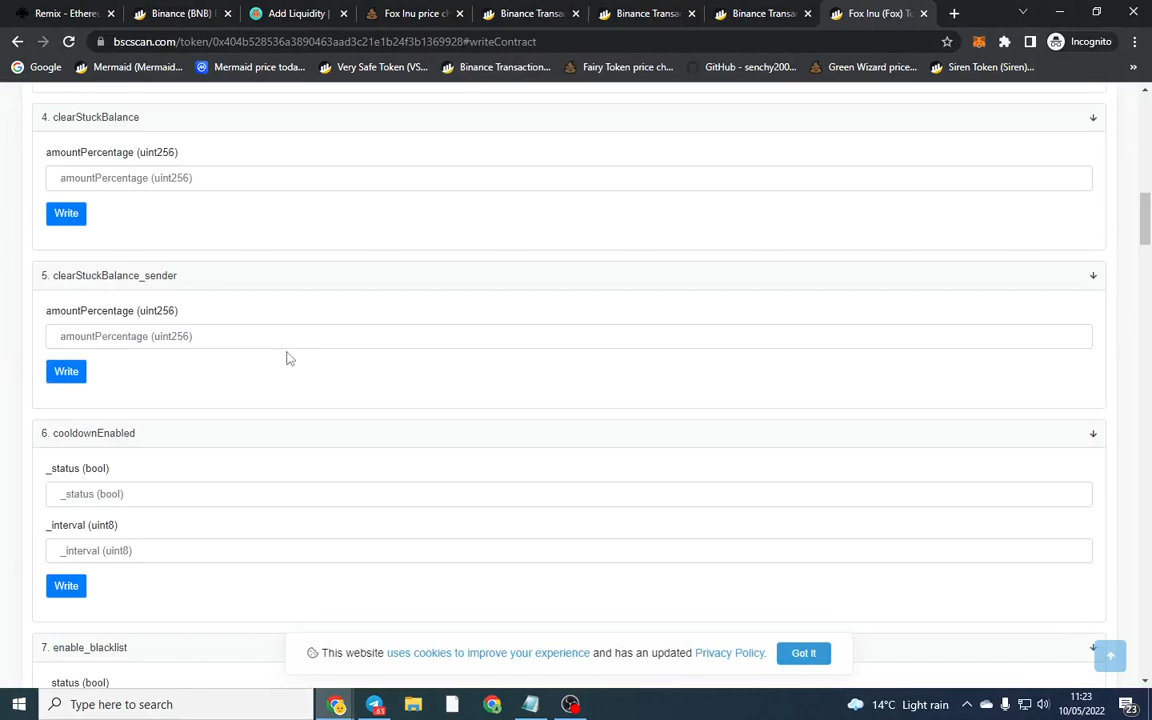 Remix - Ethere
Binance (BNB) B
Add Liquidity |
Fox Inu price ch
Binance Transa
Binance Transa
Binance Transa
Fox Inu (Fox) To
bscscan.com/token/0x404b528536a3890463aad3c21e1b24f3b1369928#writeContract
Incognito
Google
Mermaid (Mermaid...
Mermaid price toda...
Very Safe Token (VS...
Binance Transaction...
Fairy Token price ch...
GitHub - senchy200...
Green Wizard price...
Siren Token (Siren)...
»
4. clearStuckBalance
amountPercentage (uint256)
amountPercentage (uint256)
Write
5. clearStuckBalance_sender
amountPercentage (uint256)
amountPercentage (uint256)
Write
6. cooldownEnabled
_status (bool)
_status (bool)
_interval (uint8)
_interval (uint8)
Write
7. enable_blacklist
status (bool)
This website uses cookies to improve your experience and has an updated Privacy Policy.
Got It
Type here to search
14°C Light rain
11:23
10/05/2022
23